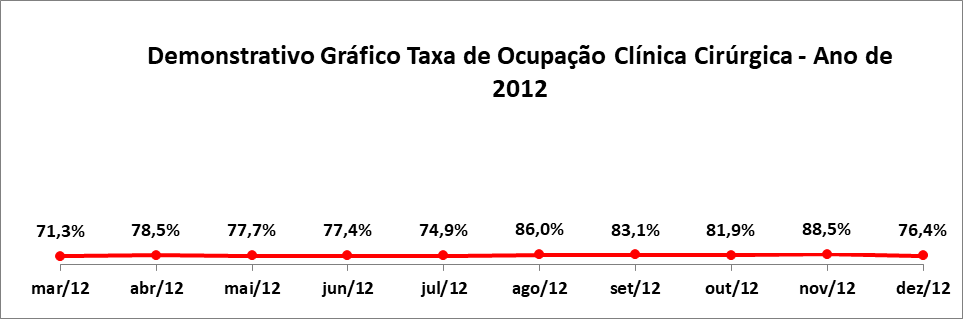 Demonstrativo Gráfico Taxa de Ocupação Clínica Cirúrgica - Ano de
2012
71,3% 78,5% 77,7% 77,4% 74,9% 86,0% 83,1% 81,9% 88,5% 76,4%
mar/12 abr/12 mai/12 jun/12 jul/12 ago/12 set/12 out/12 nov/12 dez/12